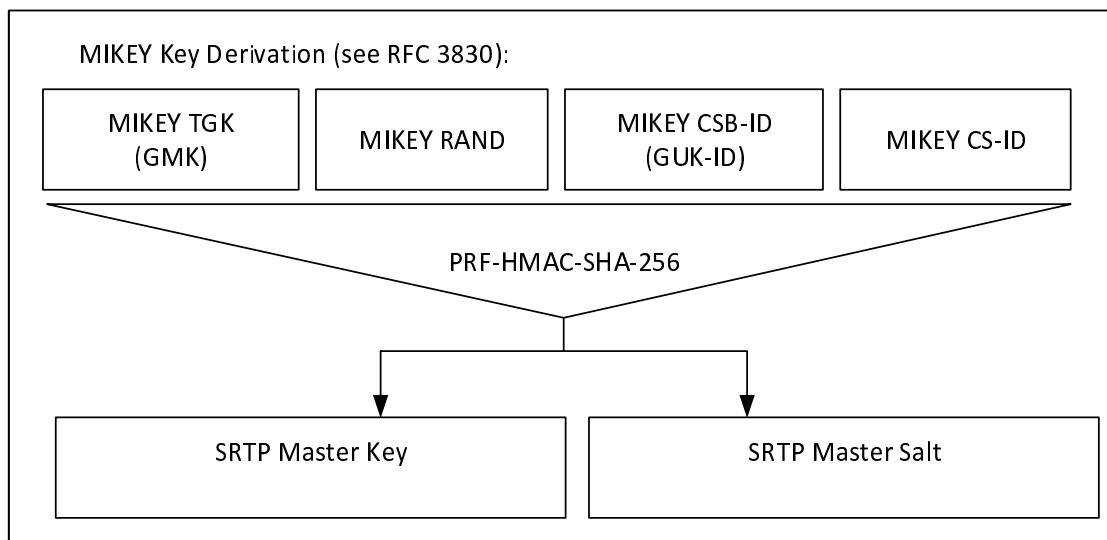 MIKEY Key Derivation (see RFC 3830):
MIKEY TGK
(GMK)
MIKEY RAND
MIKEY CSB-ID
(GUK-ID)
MIKEY CS-ID
PRF-HMAC-SHA-256
SRTP Master Key
SRTP Master Salt